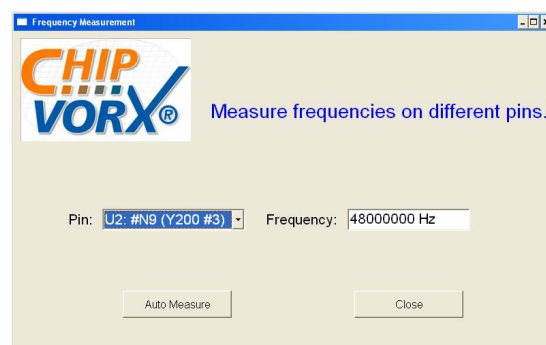 Frequency Measurement
CHIP
VORX®
Measure frequencies on different pins.
Pin: U2: #N9 (Y200 #3) Frequency: 48000000 Hz
Auto Measure Close